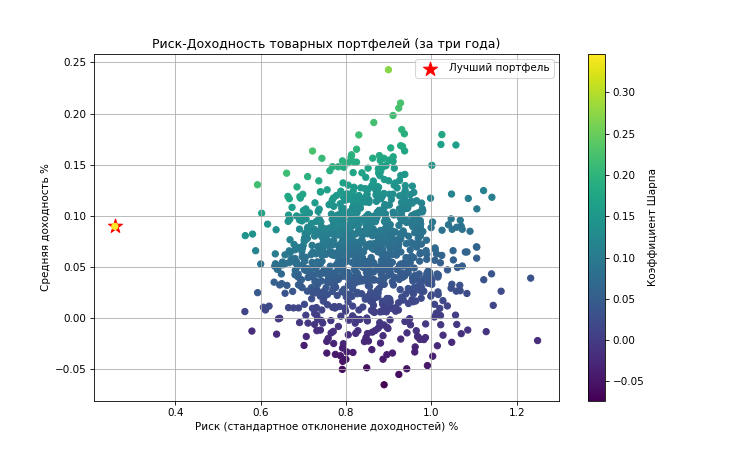 Риск-Доходность товарных портфелей (за три года)
Лучший портфель
Средняя доходность %
0.25
0.20
0.15
0.10
0.05
0.00
−0.05
0.4 0.6 0.8 1.0 1.2
Риск (стандартное отклонение доходностей) %
0.30
0.25
0.20
0.15
0.10
0.05
0.00
−0.05
Коэффициент Шарпа